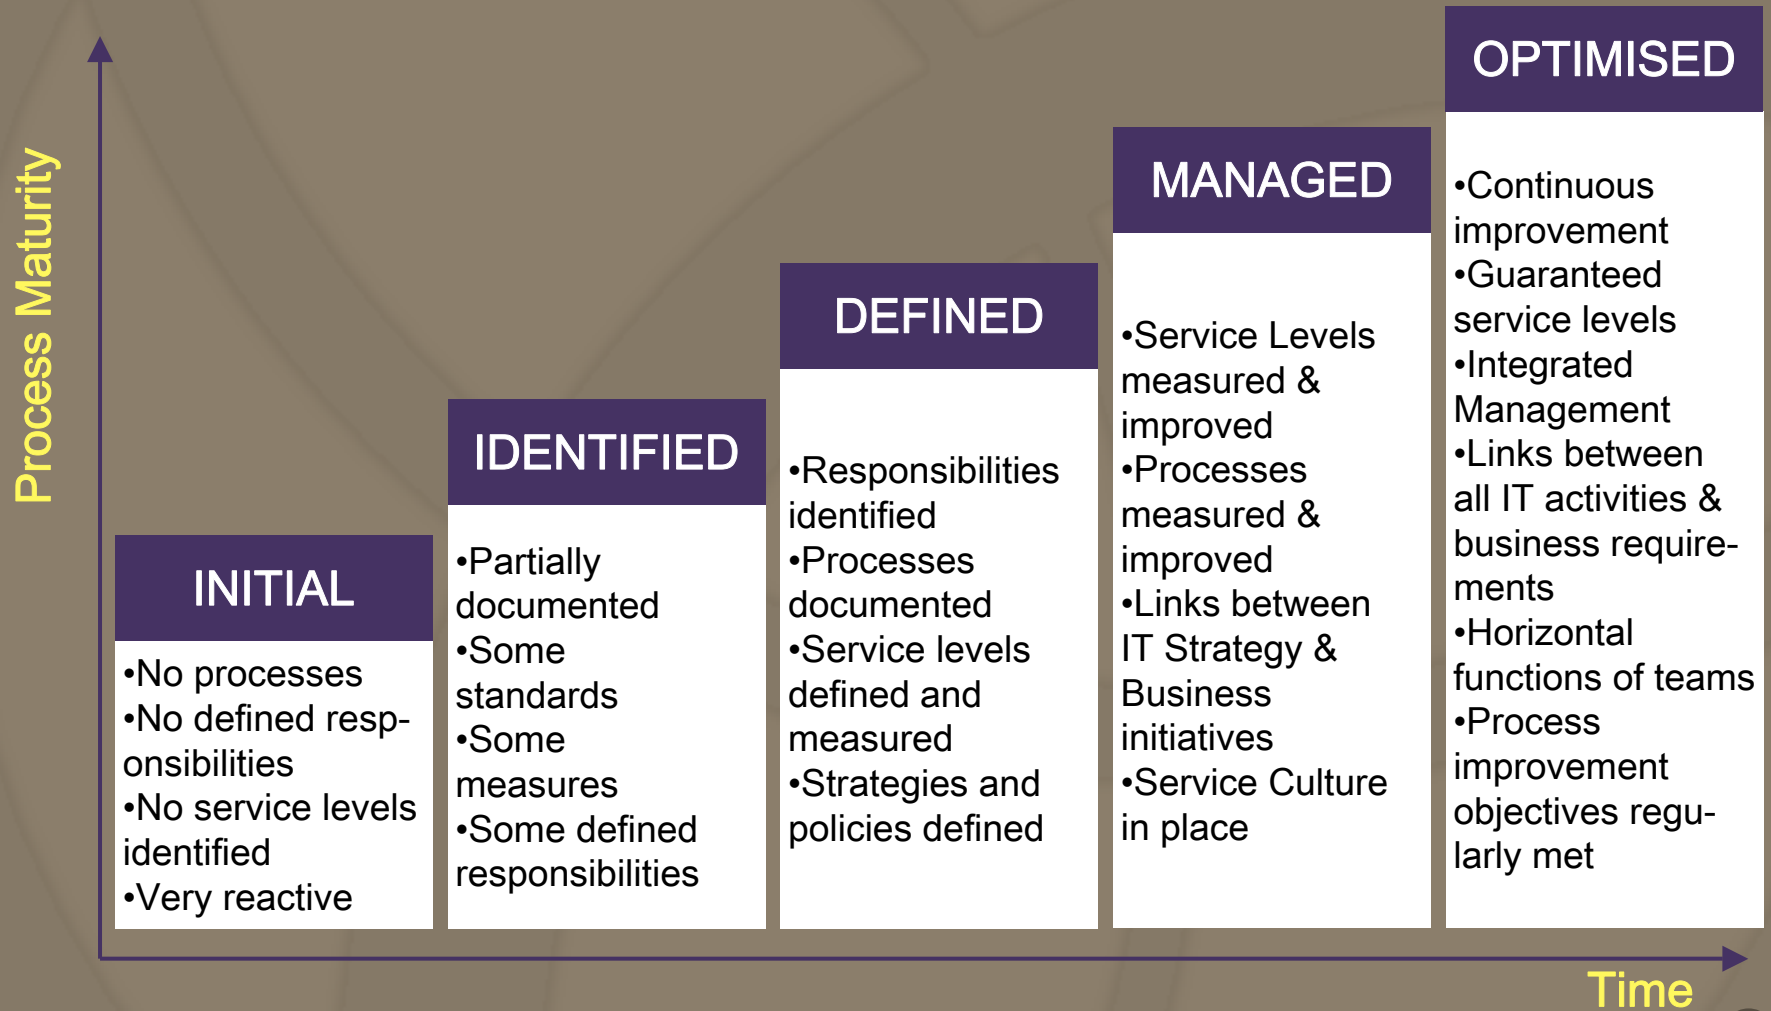 Process Maturity
INITIAL
•No processes
•No defined resp-
onsibilities
•No service levels
identified
•Very reactive
IDENTIFIED
•Partially
documented
•Some
standards
•Some
measures
•Some defined
responsibilities
DEFINED
•Responsibilities
identified
•Processes
documented
•Service levels
defined and
measured
•Strategies and
policies defined
MANAGED
•Service Levels
measured &
improved
•Processes
measured &
improved
•Links between
IT Strategy &
Business
initiatives
•Service Culture
in place
OPTIMISED
•Continuous
improvement
•Guaranteed
service levels
•Integrated
Management
•Links between
all IT activities &
business require-
ments
•Horizontal
functions of teams
•Process
improvement
objectives regu-
larly met
Time